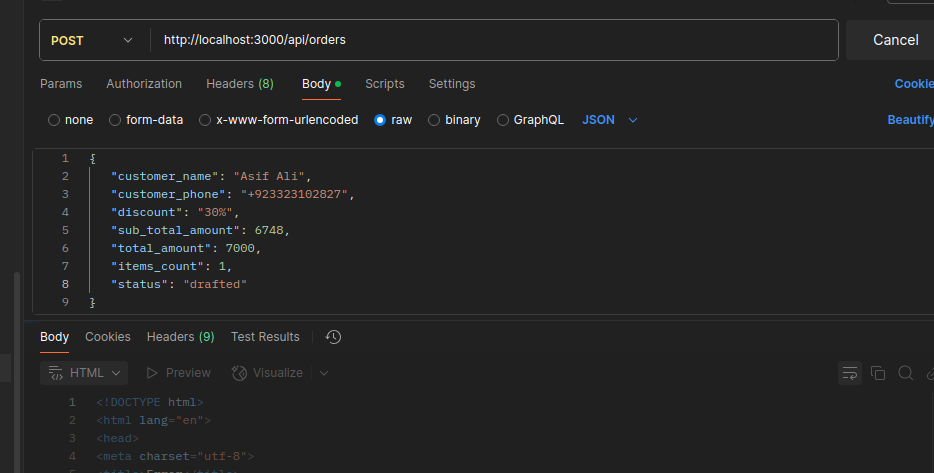 POST http://localhost:3000/api/orders Cancel
Params Authorization Headers (8) Body Scripts Settings Cookie
none form-data x-www-form-urlencoded raw binary GraphQL JSON Beautify
1 {
2 "customer_name": "Asif Ali",
3 "customer_phone": "+923323102827",
4 "discount": "30%",
5 "sub_total_amount": 6748,
6 "total_amount": 7000,
7 "items_count": 1,
8 "status": "drafted"
9 }
Body Cookies Headers (9) Test Results
HTML Preview Visualize
1 <!DOCTYPE html>
2 <html lang="en">
3 <head>
4 <meta charset="utf-8">
5 <title>Error</title>